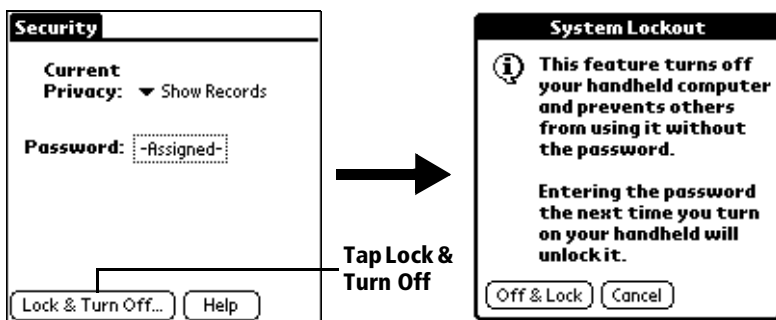 Security
Current
Privacy: Show Records
Password: -Assigned-
Lock & Turn Off... Help
Tap Lock &
Turn Off
System Lockout
This feature turns off
your handheld computer
and prevents others
from using it without
the password.
Entering the password
the next time you turn
on your handheld will
unlock it.
Off & Lock Cancel